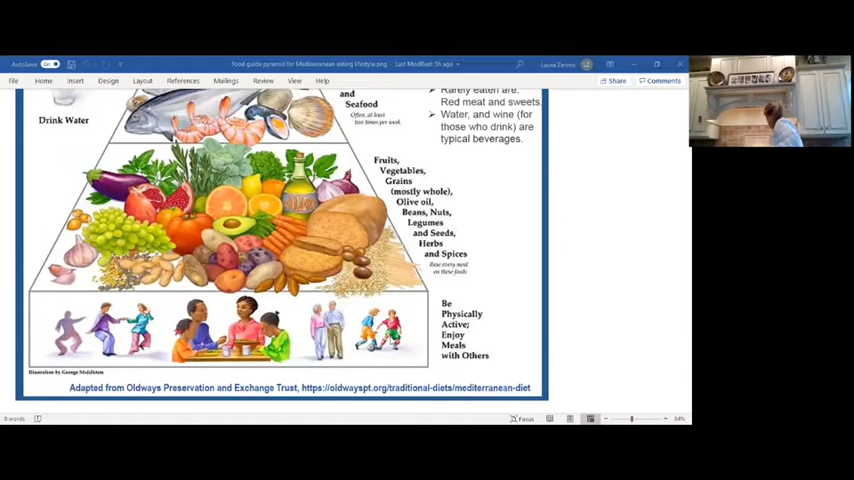 AutoSave
On
Food guide pyramid for Mediterranean eating lifestyle.png - Last Modified: 5h ago
Laura Zervos
LZ
File Home Insert Design Layout References Mailings Review View Help
Share
Comments
Drink Water
and
Seafood
Often, at least
two times per week.
Rarely eaten are:
Red meat and sweets.
Water, and wine (for
those who drink) are
typical beverages.
Fruits,
Vegetables,
Grains
(mostly whole),
Olive oil,
Beans, Nuts,
Legumes
and Seeds,
Herbs
and Spices
Base every meal
on these foods
Be
Physically
Active;
Enjoy
Meals
with Others
Illustration by George Middleton
Adapted from Oldways Preservation and Exchange Trust, https://oldwayspt.org/traditional-diets/mediterranean-diet
0 words
Focus